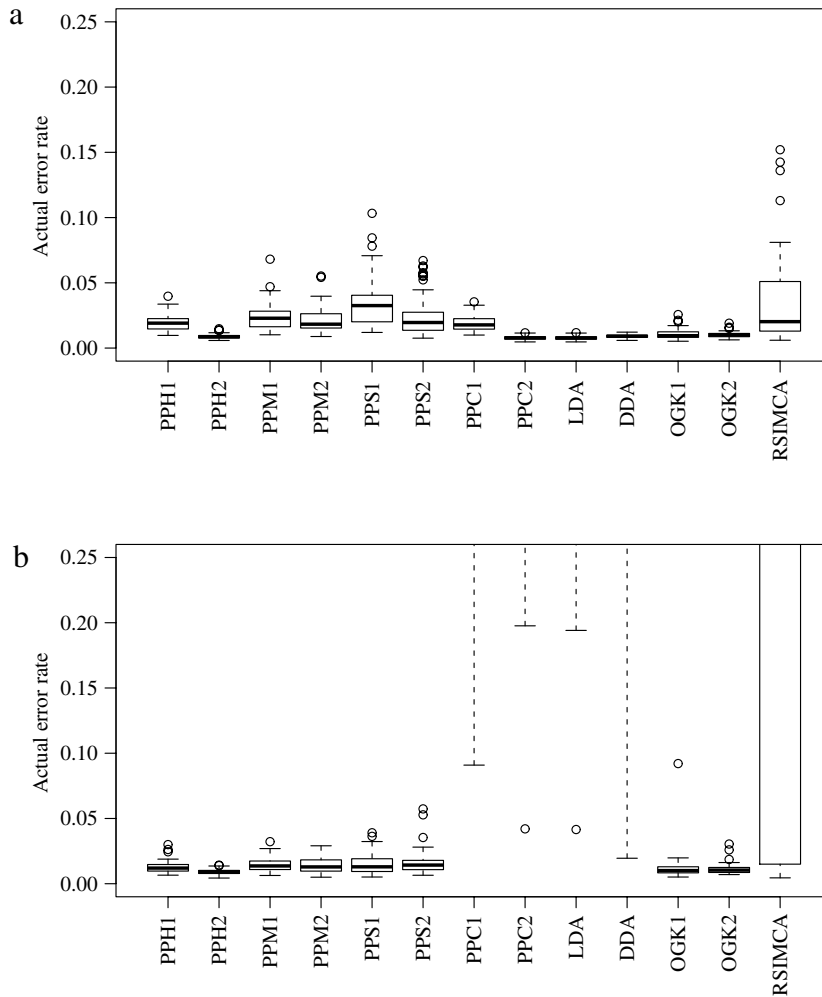 a
Actual error rate
0.25
0.20
0.15
0.10
0.05
0.00
PPH1
PPH2
PPM1
PPM2
PPS1
PPS2
PPC1
PPC2
LDA
DDA
OGK1
OGK2
RSIMCA
b
Actual error rate
0.25
0.20
0.15
0.10
0.05
0.00
PPH1
PPH2
PPM1
PPM2
PPS1
PPS2
PPC1
PPC2
LDA
DDA
OGK1
OGK2
RSIMCA